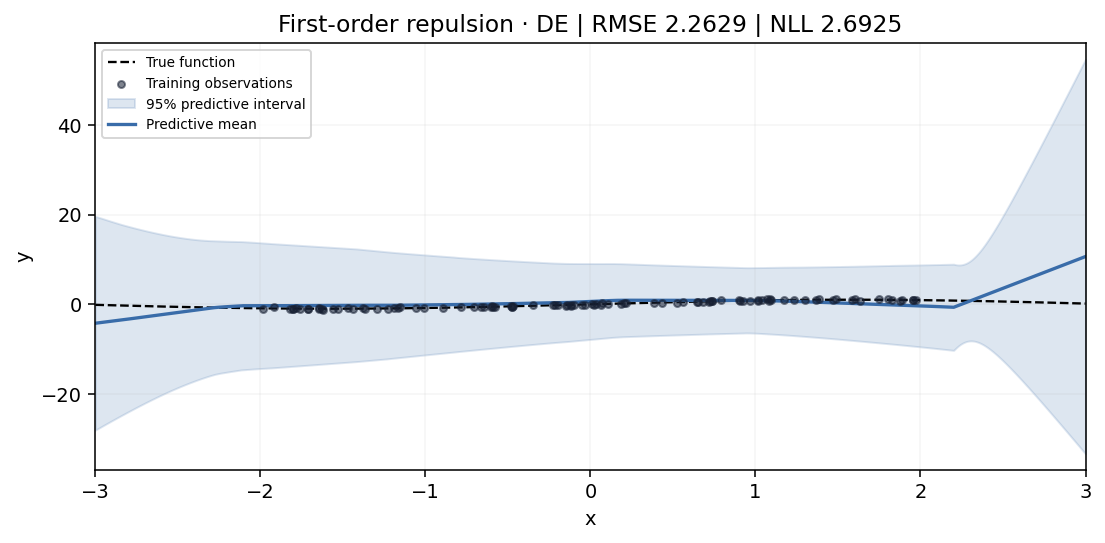 First-order repulsion · DE | RMSE 2.2629 | NLL 2.6925
True function
Training observations
95% predictive interval
Predictive mean
y
40
20
0
−20
−3
−2
−1
0
1
2
3
x